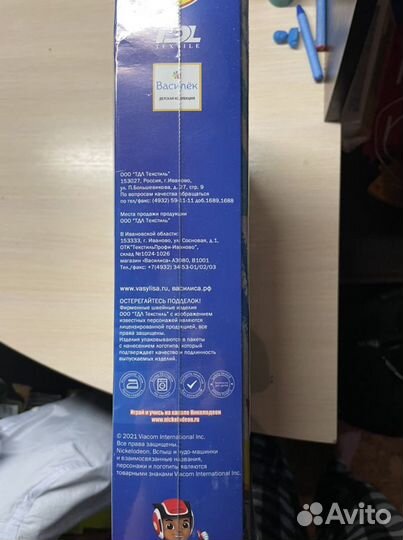 TDL
TEXTILE
Василёк
ДЕТСКАЯ КОЛЛЕКЦИЯ
ООО "ТДЛ Текстиль"
153027, Россия, г.Иваново,
ул. П.Большевикова, д.27, стр. 9
По вопросам качества обращаться
по тел/факс: (4932) 59-11-11 доб.1689,1688
Места продажи продукции
ООО "ТДЛ Текстиль"
В Ивановской области:
153333, г. Иваново, ул. Сосновая, д.1,
ОТК"ТекстильПрофи-Иваново",
склад №1024-1026
магазин «Василиса» А3980, В1001
Тел./факс: +7(4932) 34-53-01/02/03
www.vasylisa.ru, василиса.рф
ОСТЕРЕГАЙТЕСЬ ПОДДЕЛОК!
Фирменные швейные изделия
ООО "ТДЛ Текстиль" с изображением
известных персонажей являются
лицензированной продукцией, все
права защищены.
Изделия упаковываются в пакеты
с нанесением логотипа, который
подтверждает качество и подлинность
выпускаемых изделий.
Играй и учись на канале Никелодеон
www.nickelodeon.ru
© 2021 Viacom International Inc.
Все права защищены.
Nickelodeon, Вспыш и чудо-машинки
и взаимосвязанные названия,
персонажи и логотипы являются
товарными знаками Viacom International Inc.
Avito